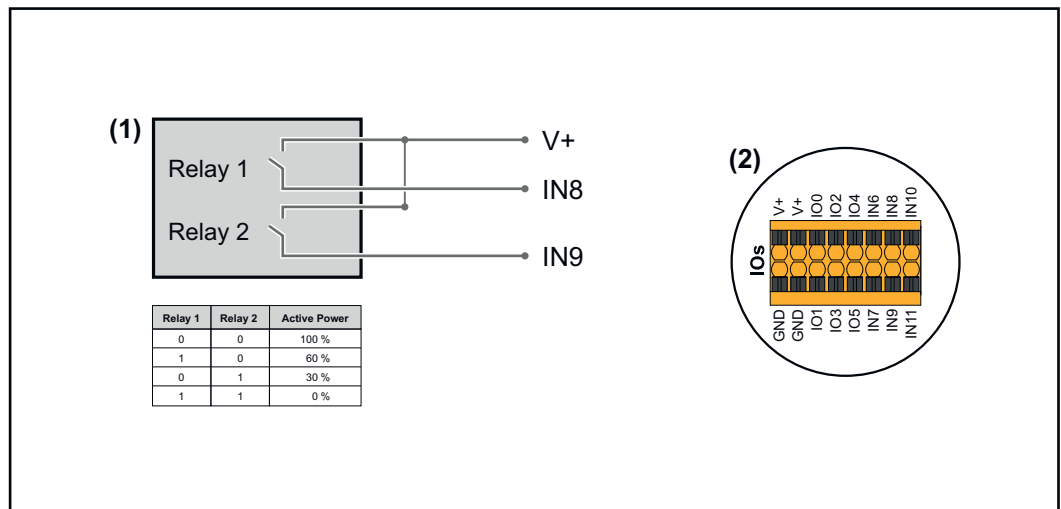 (1)
Relay 1
Relay 2
V+
IN8
IN9
Relay 1 Relay 2 Active Power
0 0 100 %
1 0 60 %
0 1 30 %
1 1 0 %
(2)
V+ V+ IO0 IO2 IO4 IN6 IN8 IN10
IOs
GND GND IO1 IO3 IO5 IN7 IN9 IN11